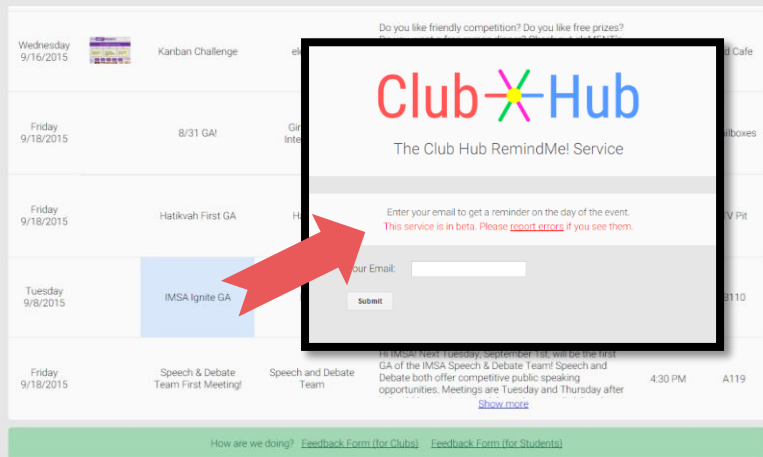 Do you like friendly competition? Do you like free prizes?
Wednesday
9/16/2015
Kanban Challenge
Cafe
Friday
9/18/2015
8/31 GA!
Friday
9/18/2015
Hatikvah First GA
Pit
Tuesday
9/8/2015
IMSA Ignite GA
Club Hub
The Club Hub RemindMe! Service
Enter your email to get a reminder on the day of the event.
This service is in beta. Please report errors if you see them.
Email:
Submit
Friday
9/18/2015
Speech & Debate
Team First Meeting!
Speech and Debate
Team
Hi IMSA! Next Tuesday, September 1st, will be the first
GA of the IMSA Speech & Debate Team! Speech and
Debate both offer competitive public speaking
opportunities. Meetings are Tuesday and Thursday after
Show more
4:30 PM
A119
How are we doing? Feedback Form (for Clubs) Feedback Form (for Students)